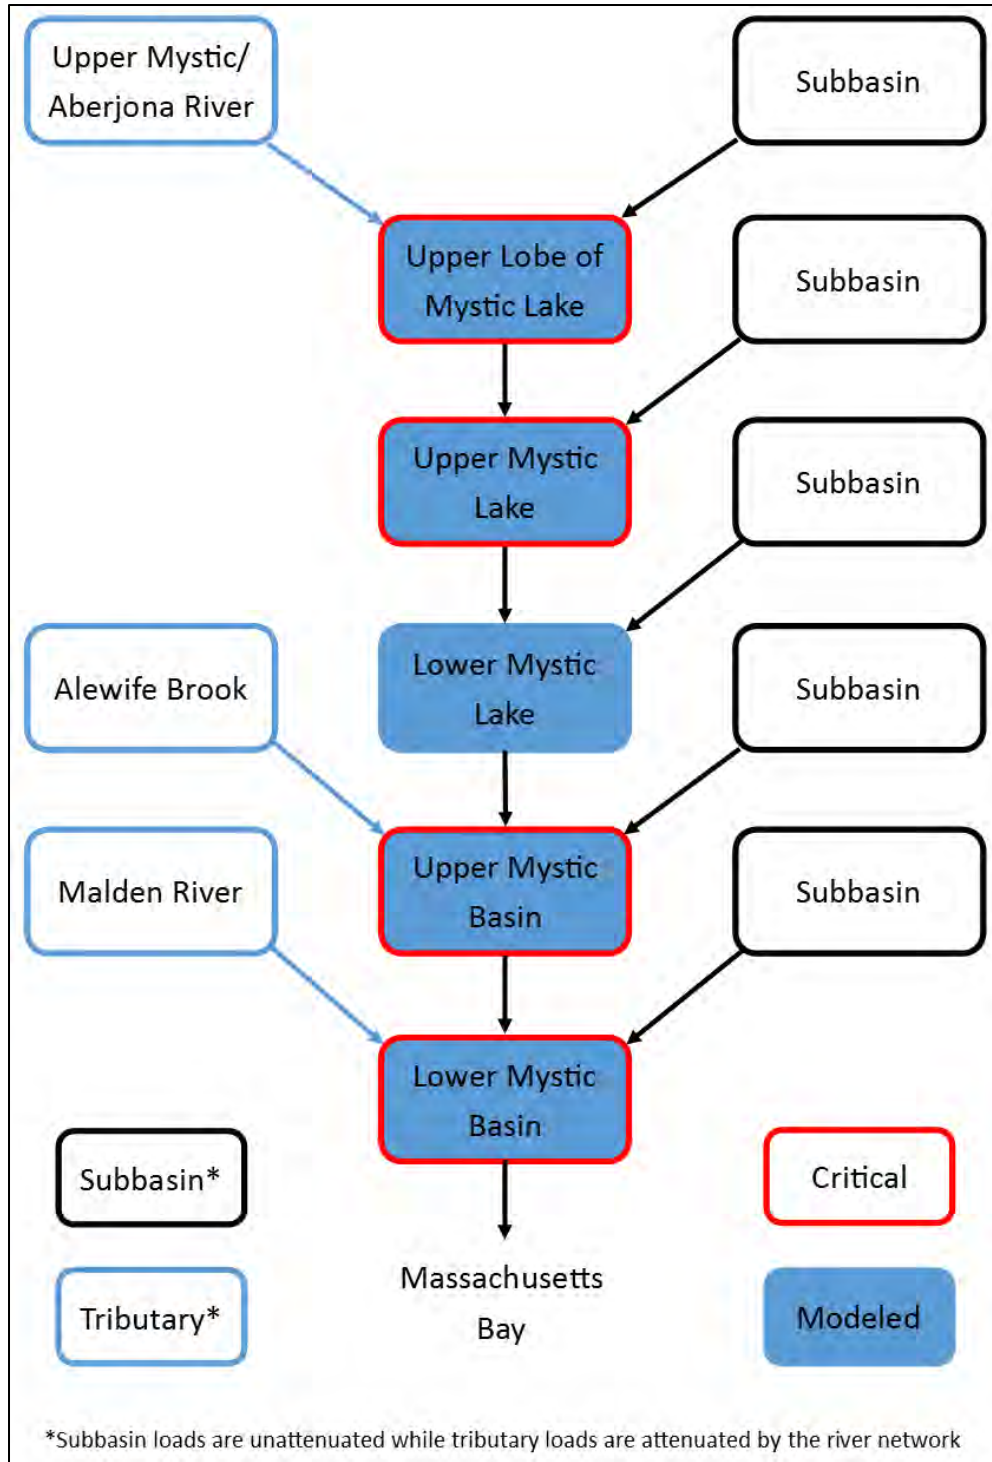 Upper Mystic/
Aberjona River
Subbasin
Upper Lobe of
Mystic Lake
Subbasin
Upper Mystic
Lake
Subbasin
Alewife Brook
Lower Mystic
Lake
Subbasin
Malden River
Upper Mystic
Basin
Subbasin
Lower Mystic
Basin
Subbasin*
Critical
Massachusetts
Bay
Tributary*
Modeled
*Subbasin loads are unattenuated while tributary loads are attenuated by the river network